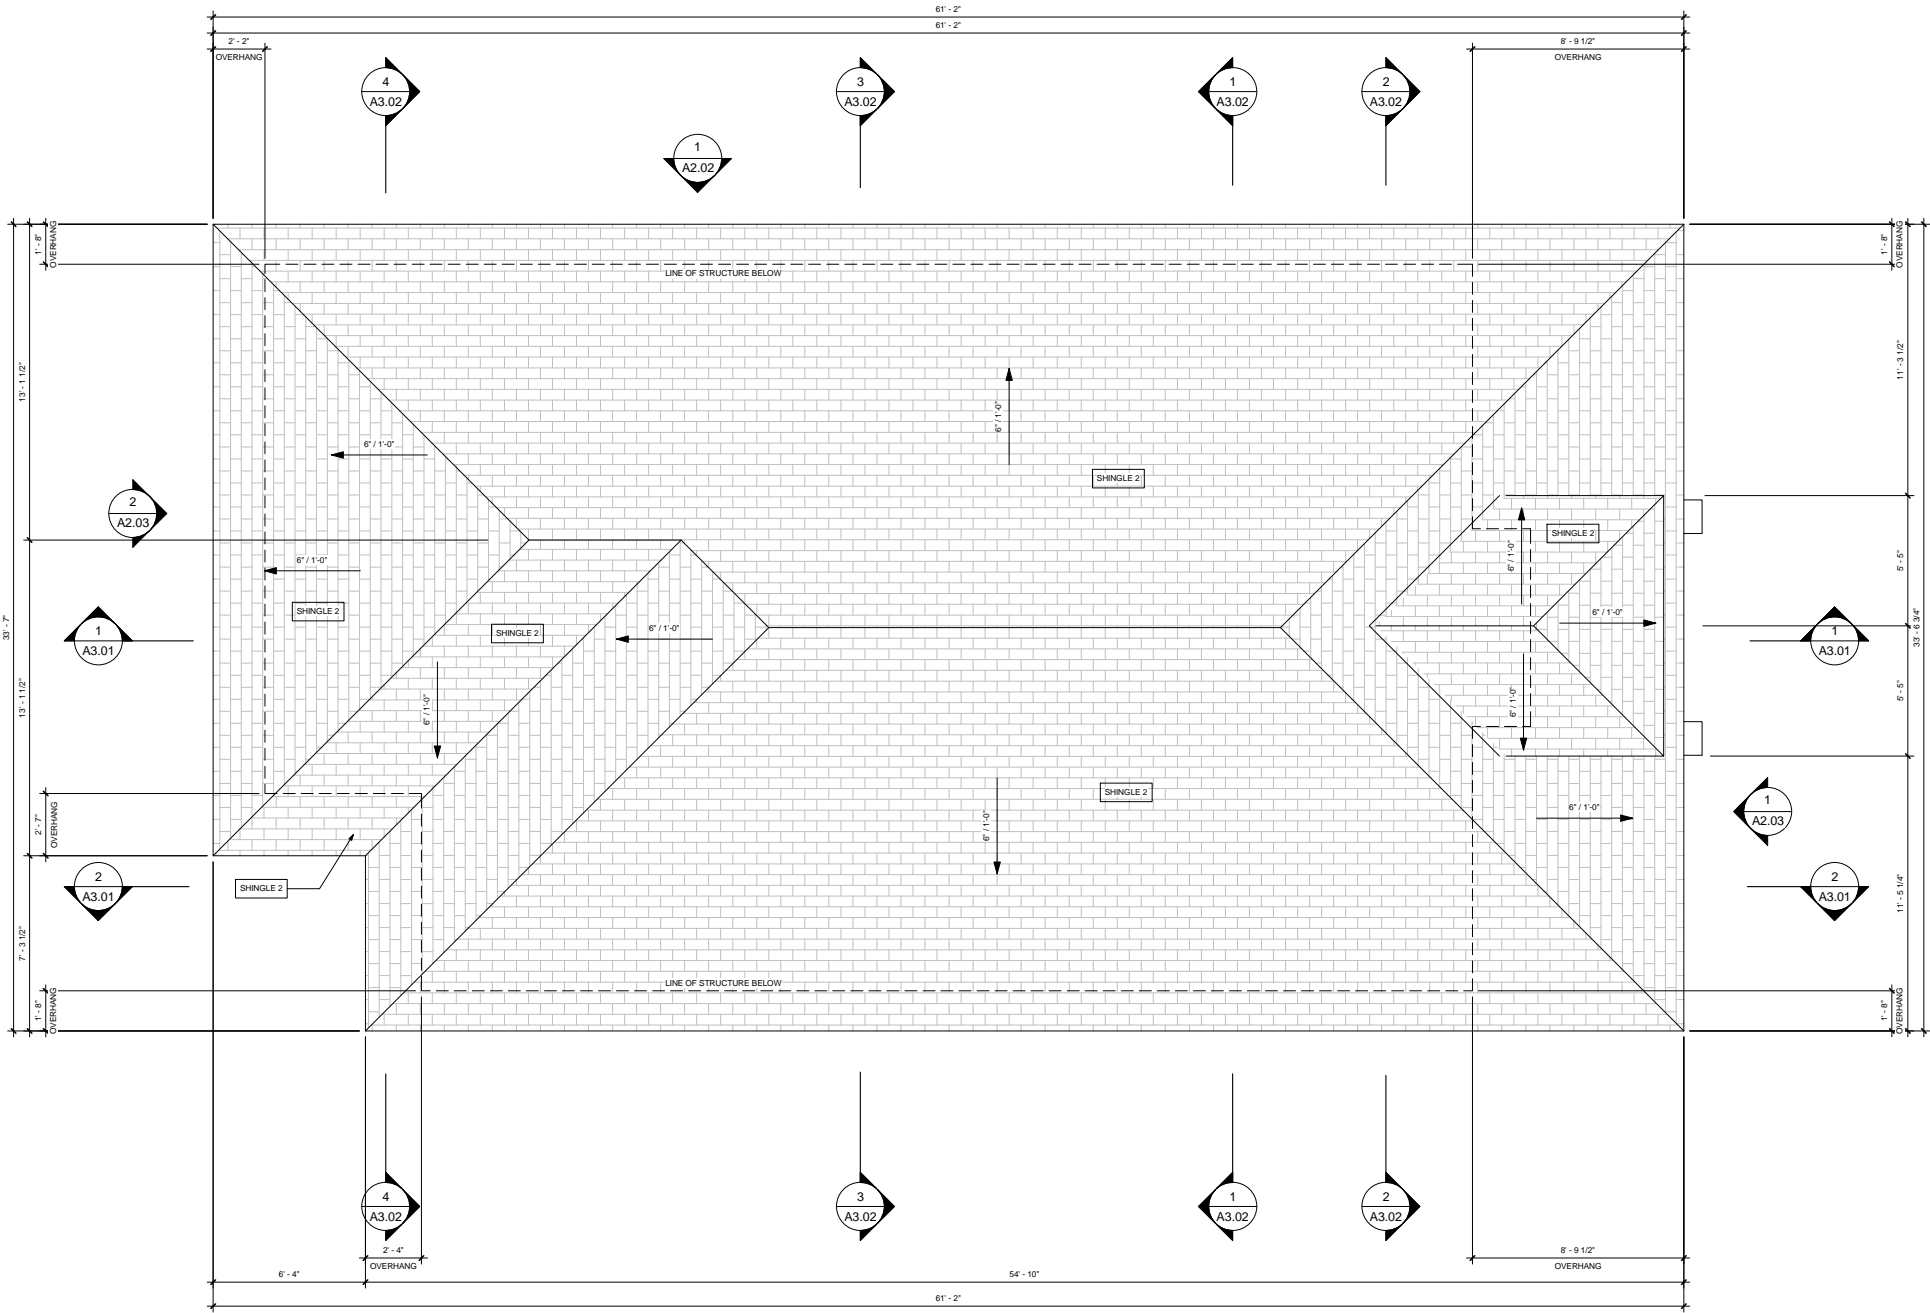 61' - 2"
61' - 2"
2' - 2"
OVERHANG
8' - 9 1/2"
OVERHANG
4
A3.02
3
A3.02
1
A3.02
2
A3.02
1
A2.02
1' - 8"
OVERHANG
1' - 8"
OVERHANG
LINE OF STRUCTURE BELOW
13' - 1 1/2"
11' - 3 1/2"
6" / 1'-0"
6" / 1'-0"
SHINGLE 2
2
A2.03
SHINGLE 2
6" / 1'-0"
6" / 1'-0"
5' - 5"
SHINGLE 2
6" / 1'-0"
33' - 7"
1
A3.01
SHINGLE 2
6" / 1'-0"
33' - 6 3/4"
1
A3.01
13' - 1 1/2"
6" / 1'-0"
6" / 1'-0"
5' - 5"
2' - 7"
OVERHANG
SHINGLE 2
6" / 1'-0"
6" / 1'-0"
1
A2.03
2
A3.01
SHINGLE 2
2
A3.01
11' - 5 1/4"
7' - 3 1/2"
1' - 8"
OVERHANG
LINE OF STRUCTURE BELOW
1' - 8"
OVERHANG
4
A3.02
3
A3.02
1
A3.02
2
A3.02
2' - 4"
OVERHANG
8' - 9 1/2"
OVERHANG
6' - 4"
54' - 10"
61' - 2"